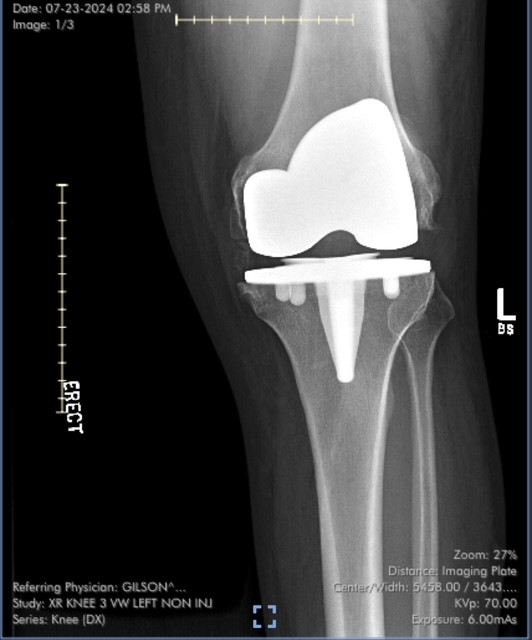 Date: 07-23-2024 02:58 PM
Image: 1/3
L
BS
ERECT
Zoom: 27%
Distance: Imaging Plate
Center/Width: 5458.00 / 3643....
KVp: 70.00
Exposure: 6.00mAs
Referring Physician: GILSON^...
Study: XR KNEE 3 VW LEFT NON INJ
Series: Knee (DX)